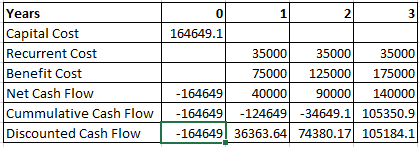 Years 0 1 2 3
Capital Cost 164649.1
Recurrent Cost 35000 35000 35000
Benefit Cost 75000 125000 175000
Net Cash Flow -164649 40000 90000 140000
Cummulative Cash Flow -164649 -124649 -34649.1 105350.9
Discounted Cash Flow -164649 36363.64 74380.17 105184.1